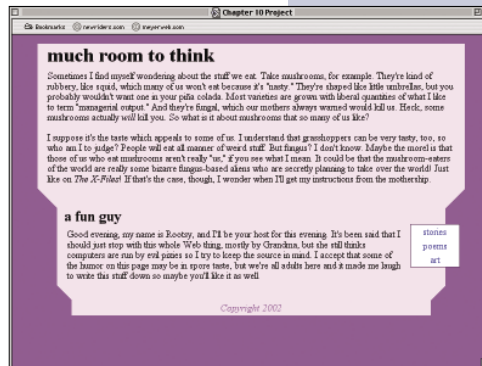 Chapter 10 Project
Bookmarks newriders.com meyerweb.com
much room to think
Sometimes I find myself wondering about the stuff we eat. Take mushrooms, for example. They're kind of
rubbery, like squid, which many of us won't eat because it's "nasty." They're shaped like little umbrellas, but you
probably wouldn't want one in your piña colada. Most varieties are grown with liberal quantities of what I like
to term "managerial output." And they're fungal, which our mothers always warned would kill us. Heck, some
mushrooms actually will kill you. So what is it about mushrooms that so many of us like?
I suppose it's the taste which appeals to some of us. I understand that grasshoppers can be very tasty, too, so
who am I to judge? People will eat all manner of weird stuff. But fungus? I don't know. Maybe the morel is that
those of us who eat mushrooms aren't really "us," if you see what I mean. It could be that the mushroom-eaters
of the world are really some bizarre fungus-based aliens who are secretly planning to take over the world! Just
like on The X-Files! If that's the case, though, I wonder when I'll get my instructions from the mothership.
a fun guy
Good evening, my name is Rootsy, and I'll be your host for this evening. It's been said that I
should just stop with this whole Web thing, mostly by Grandma, but she still thinks
computers are run by evil pixies so I try to keep the source in mind. I accept that some of
the humor on this page may be in spore taste, but we're all adults here and it made me laugh
to write this stuff down so maybe you'll like it as well.
stories
poems
art
Copyright 2002